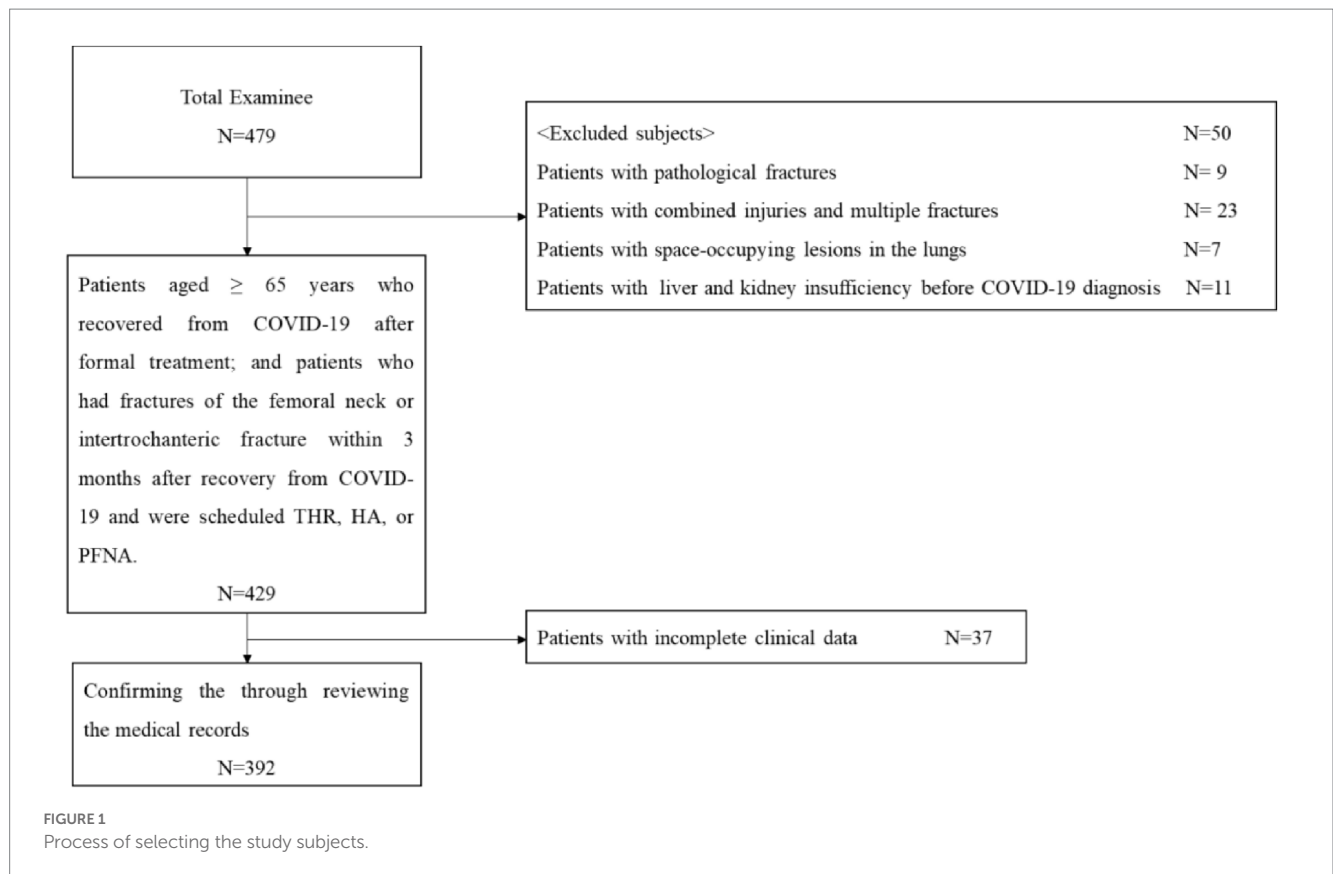 Total Examinee
N=479
<Excluded subjects> N=50
Patients with pathological fractures N= 9
Patients with combined injuries and multiple fractures N= 23
Patients with space-occupying lesions in the lungs N=7
Patients with liver and kidney insufficiency before COVID-19 diagnosis N=11
Patients aged ≥ 65 years who
recovered from COVID-19 after
formal treatment; and patients who
had fractures of the femoral neck or
intertrochanteric fracture within 3
months after recovery from COVID-
19 and were scheduled THR, HA, or
PFNA.
N=429
Patients with incomplete clinical data N=37
Confirming the through reviewing
the medical records
N=392
FIGURE 1
Process of selecting the study subjects.